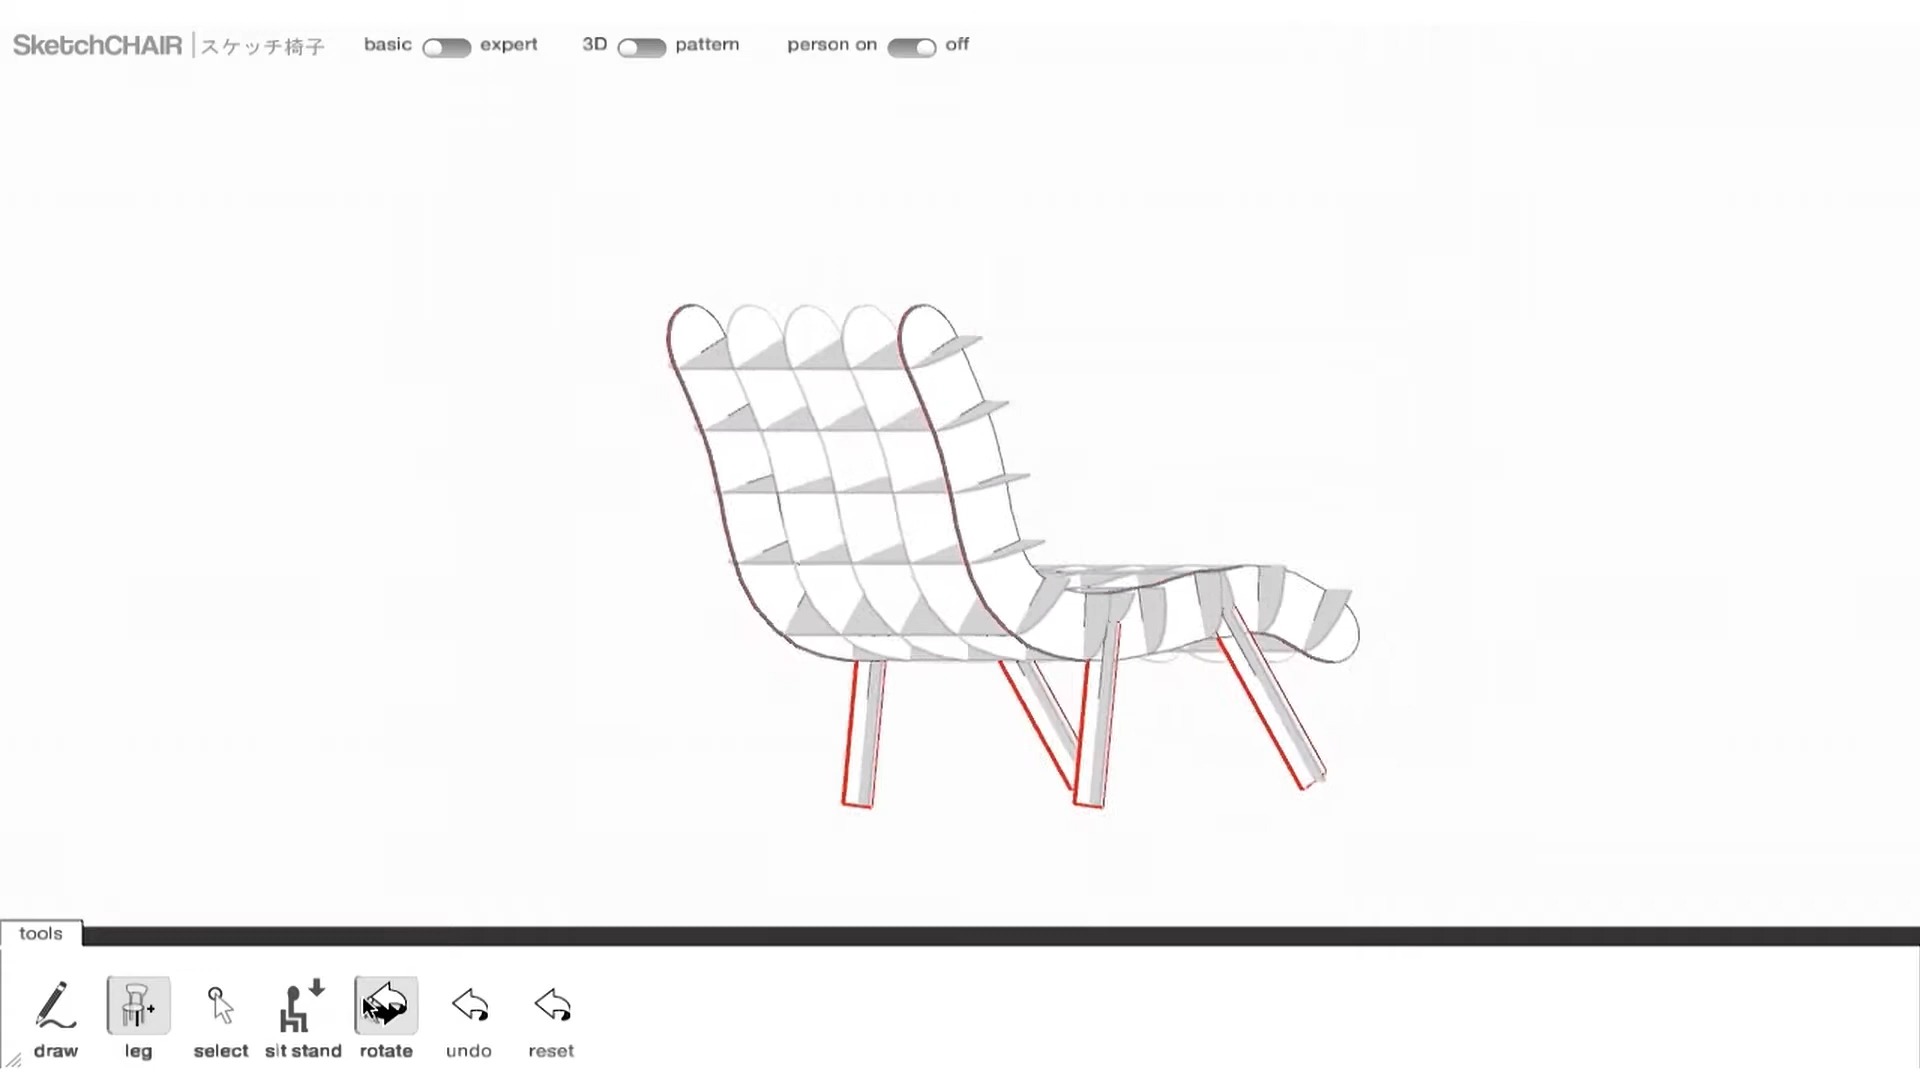 SketchCHAIR | スケッチ椅子 basic expert 3D pattern person on off
tools
draw leg select sit stand rotate undo reset